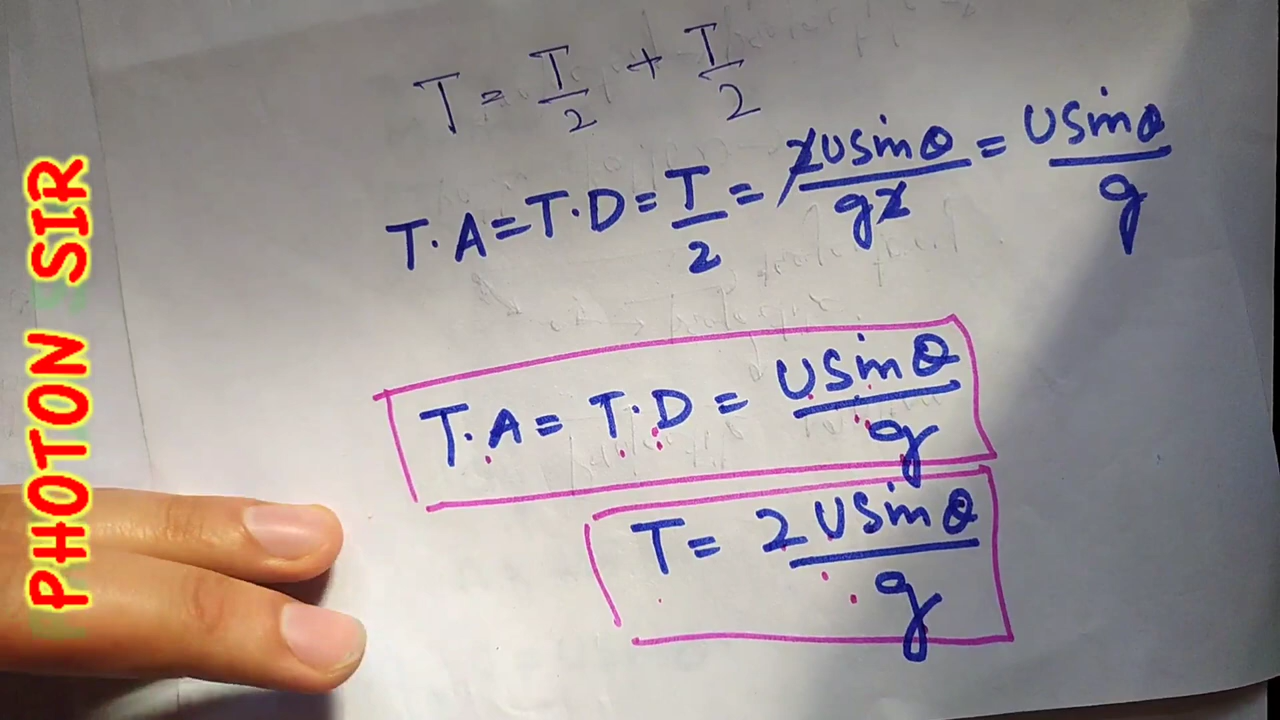 PHOTON SIR
T = T/2 + T/2
T.A = T.D = T/2 = 2USinθ/g2 = USinθ/g
T.A = T.D = USinθ/g
T = 2USinθ/g